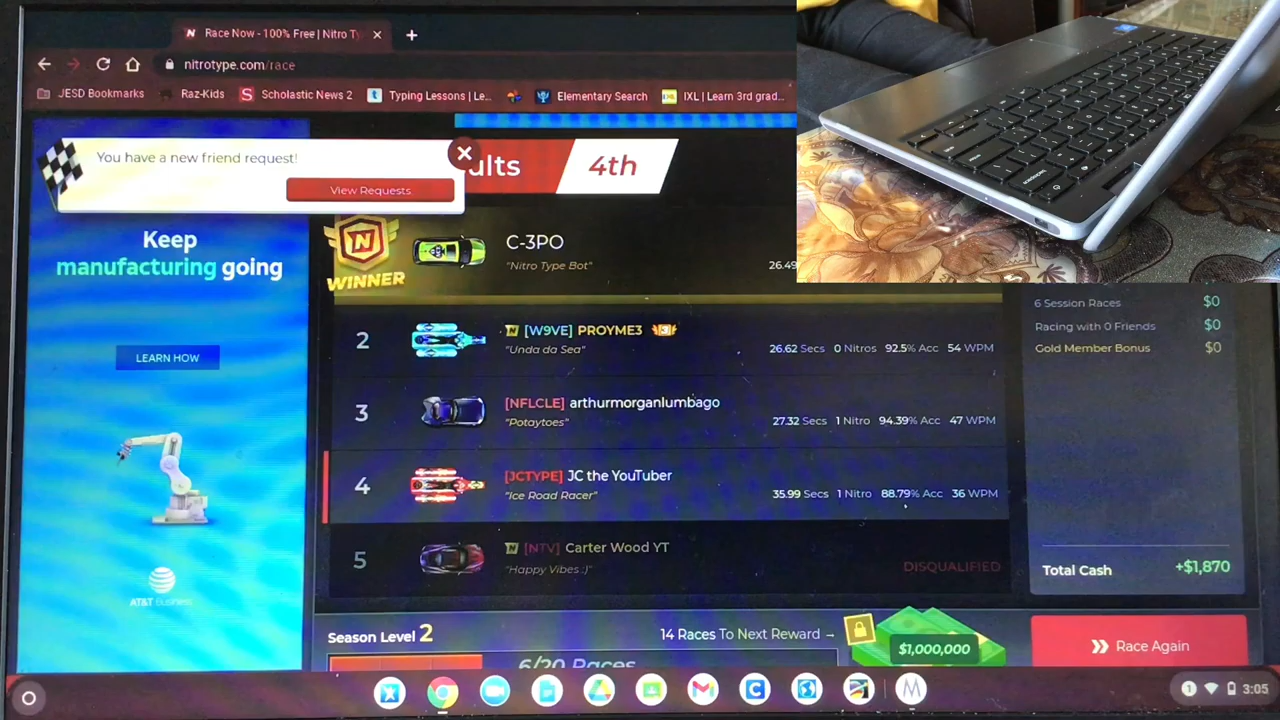 Race Now - 100% Free | Nitro Ty
nitrotype.com/race
JESD Bookmarks
Raz-Kids
Scholastic News 2
Typing Lessons | Le...
Elementary Search
IXL | Learn 3rd grad...
You have a new friend request!
View Requests
ults
4th
Keep
manufacturing going
LEARN HOW
AT&T Business
N
WINNER
C-3PO
"Nitro Type Bot"
26.49
2
[W9VE] PROYME3
"Unda da Sea"
26.62 Secs 0 Nitros 92.5% Acc 54 WPM
3
[NFLCLE] arthurmorganlumbago
"Potaytoes"
27.32 Secs 1 Nitro 94.39% Acc 47 WPM
4
[JCTYPE] JC the YouTuber
"Ice Road Racer"
35.99 Secs 1 Nitro 88.79% Acc 36 WPM
5
[NTV] Carter Wood YT
"Happy Vibes :)"
DISQUALIFIED
6 Session Races $0
Racing with 0 Friends $0
Gold Member Bonus $0
Total Cash +$1,870
Season Level 2
14 Races To Next Reward →
6/20 Races
$1,000,000
Race Again
1
3:05